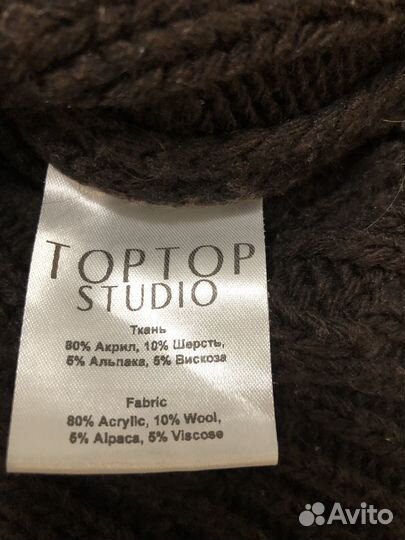 TOPTOP
STUDIO
Ткань
80% Акрил, 10% Шерсть,
5% Альпака, 5% Вискоза
Fabric
80% Acrylic, 10% Wool,
5% Alpaca, 5% Viscose
Avito